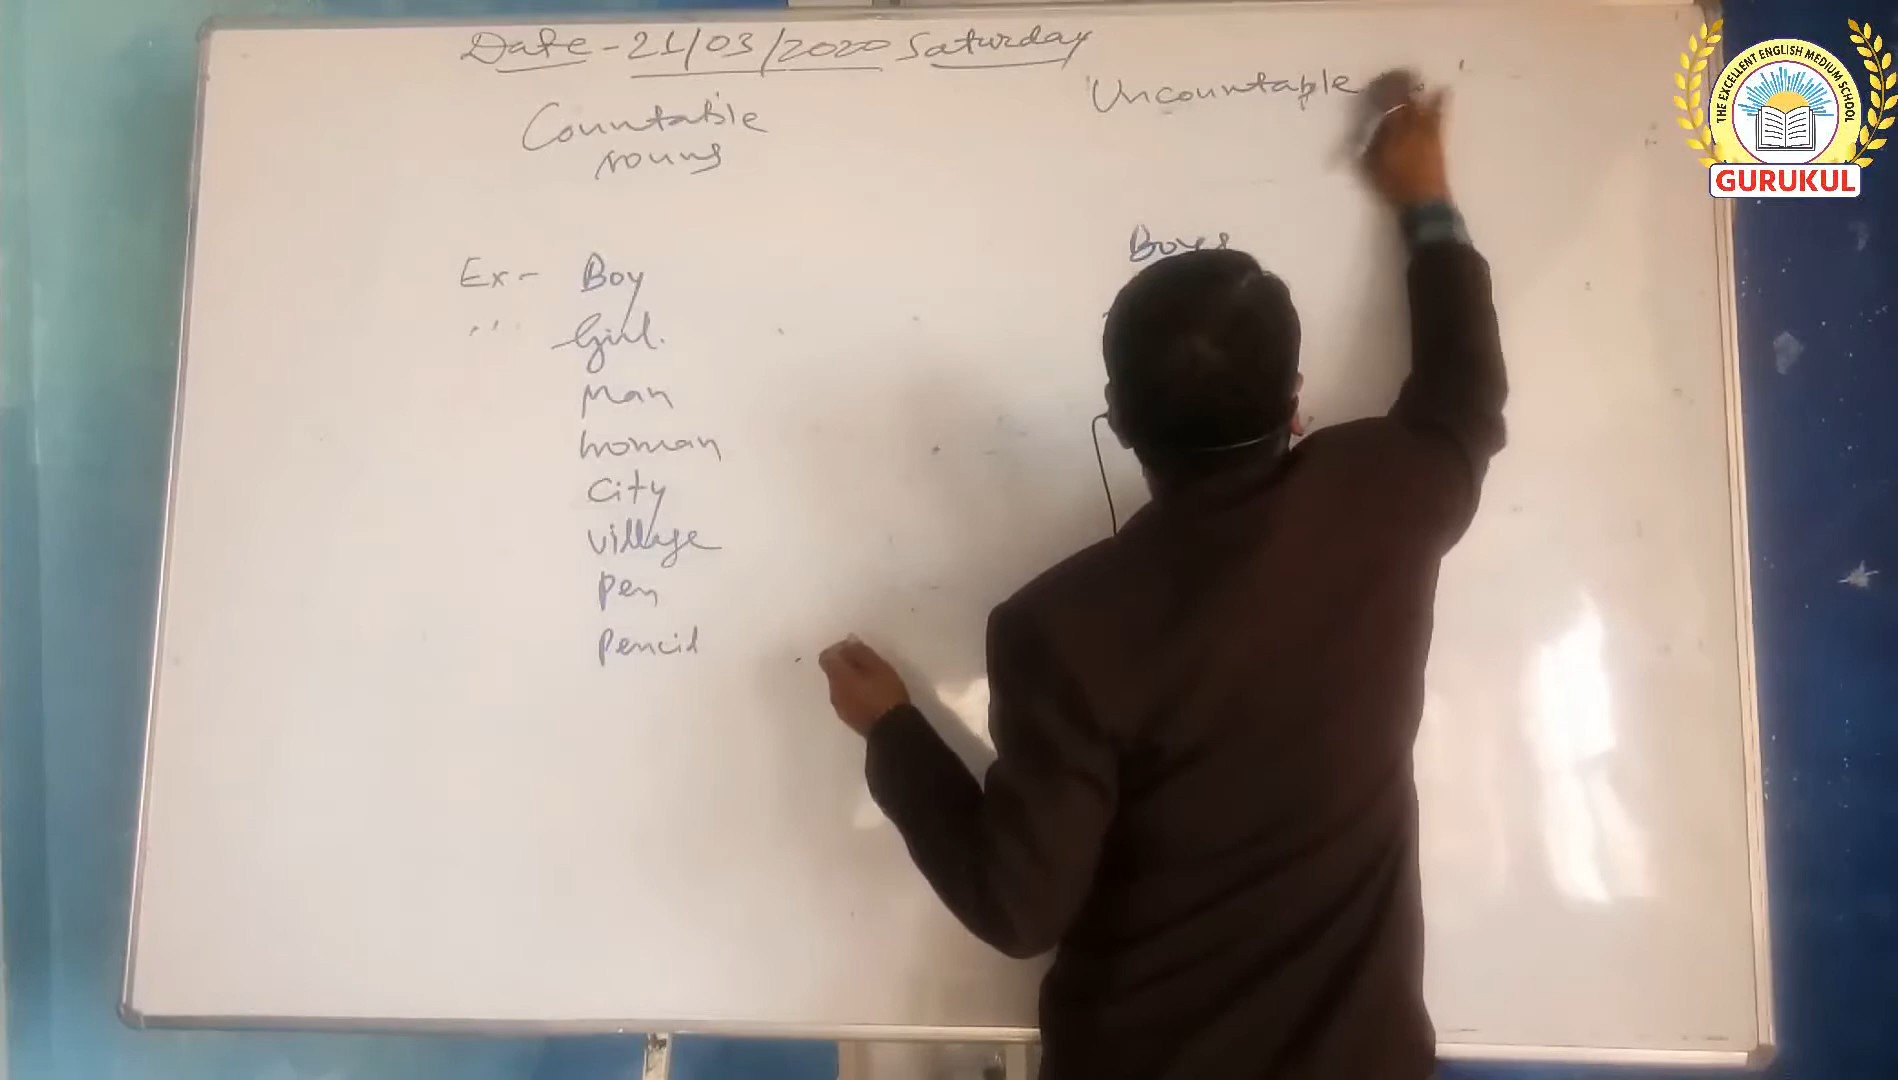 Date - 21/03/2020 Saturday
Countable
nouns
Uncountable
Ex - Boy
Boys
" Girl.
Man
woman
City
Village
Pen
Pencil
THE EXCELLENT ENGLISH MEDIUM SCHOOL
GURUKUL